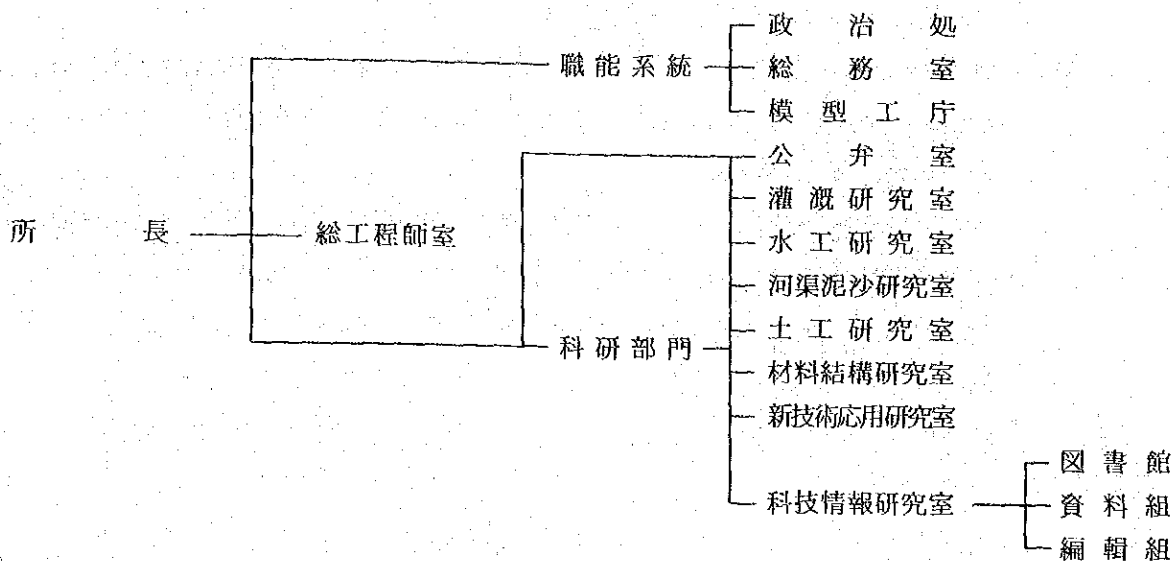 政治処
職能系統
総務室
模型工庁
公弁室
灌漑研究室
所長
総工程師室
水工研究室
河渠泥沙研究室
土工研究室
科研部門
材料結構研究室
新技術応用研究室
図書館
科技情報研究室
資料組
編輯組